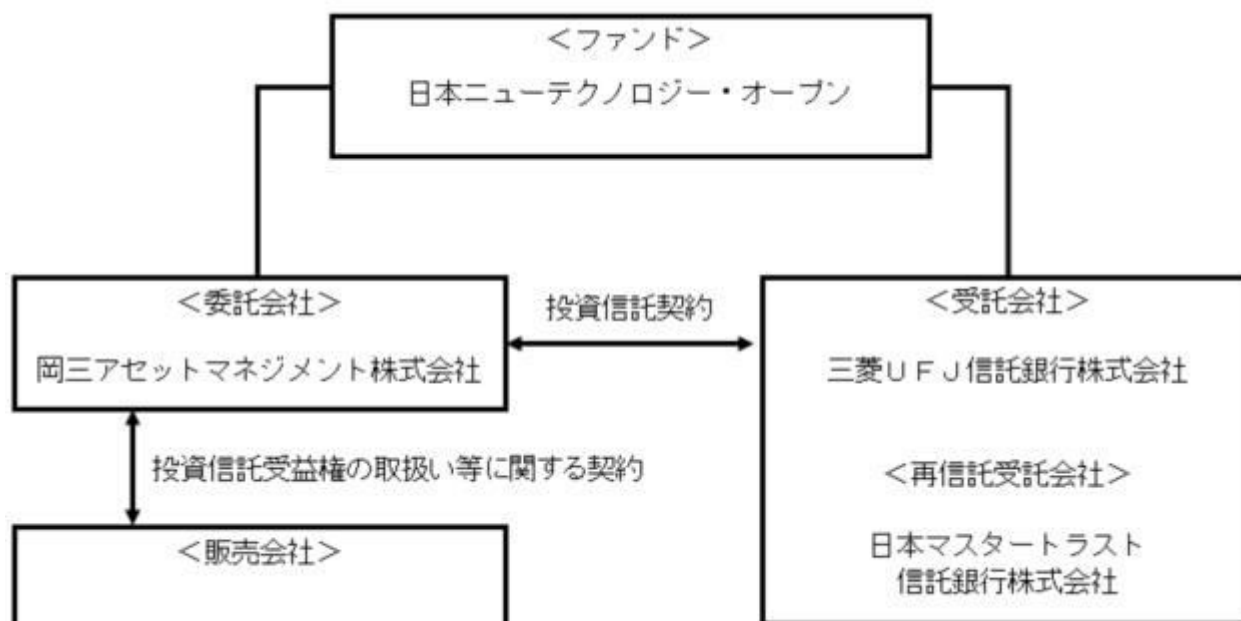 ＜ファンド＞
日本ニューテクノロジー・オープン
＜委託会社＞
岡三アセットマネジメント株式会社
投資信託契約
＜受託会社＞
三菱ＵＦＪ信託銀行株式会社
投資信託受益権の取扱い等に関する契約
＜再信託受託会社＞
日本マスタートラスト
信託銀行株式会社
＜販売会社＞